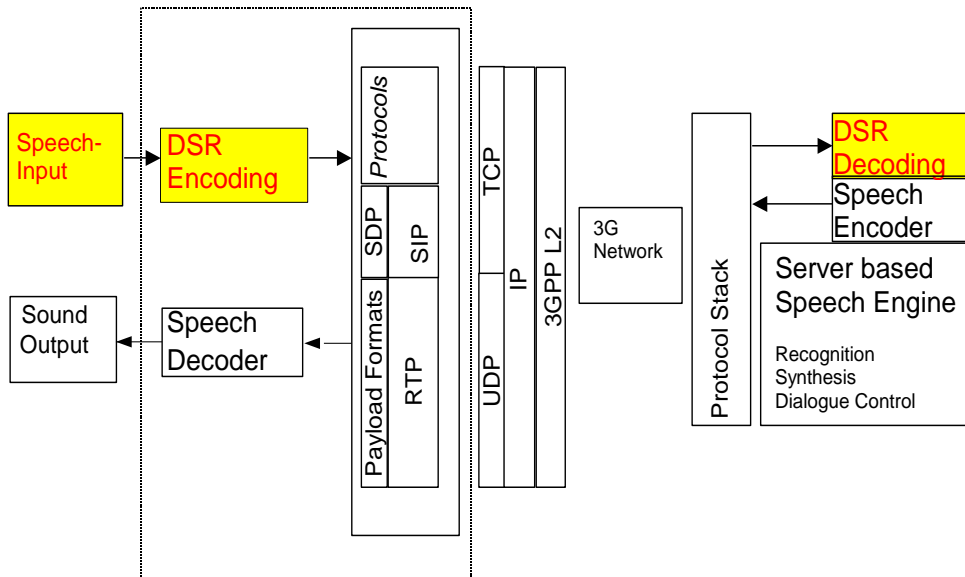 Speech-
Input
DSR
Encoding
Protocols
SDP
SIP
Payload Formats
RTP
TCP
UDP
IP
3GPP L2
3G
Network
Protocol Stack
DSR
Decoding
Speech
Encoder
Server based
Speech Engine
Recognition
Synthesis
Dialogue Control
Sound
Output
Speech
Decoder